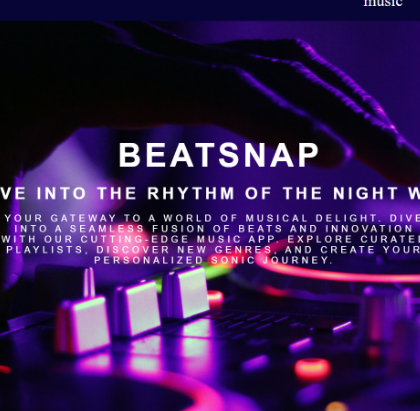 music
BEATSNAP
VE INTO THE RHYTHM OF THE NIGHT W
YOUR GATEWAY TO A WORLD OF MUSICAL DELIGHT. DIVE
INTO A SEAMLESS FUSION OF BEATS AND INNOVATION
WITH OUR CUTTING-EDGE MUSIC APP. EXPLORE CURATED
PLAYLISTS, DISCOVER NEW GENRES, AND CREATE YOUR
PERSONALIZED SONIC JOURNEY.